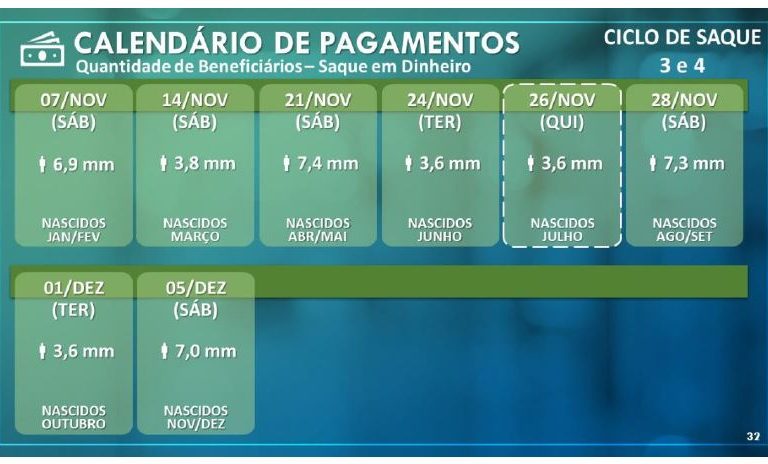 CALENDÁRIO DE PAGAMENTOS
Quantidade de Beneficiários – Saque em Dinheiro
CICLO DE SAQUE
3 e 4
07/NOV
(SÁB)
6,9 mm
NASCIDOS
JAN/FEV
14/NOV
(SÁB)
3,8 mm
NASCIDOS
MARÇO
21/NOV
(SÁB)
7,4 mm
NASCIDOS
ABR/MAI
24/NOV
(TER)
3,6 mm
NASCIDOS
JUNHO
26/NOV
(QUI)
3,6 mm
NASCIDOS
JULHO
28/NOV
(SÁB)
7,3 mm
NASCIDOS
AGO/SET
01/DEZ
(TER)
3,6 mm
NASCIDOS
OUTUBRO
05/DEZ
(SÁB)
7,0 mm
NASCIDOS
NOV/DEZ
32